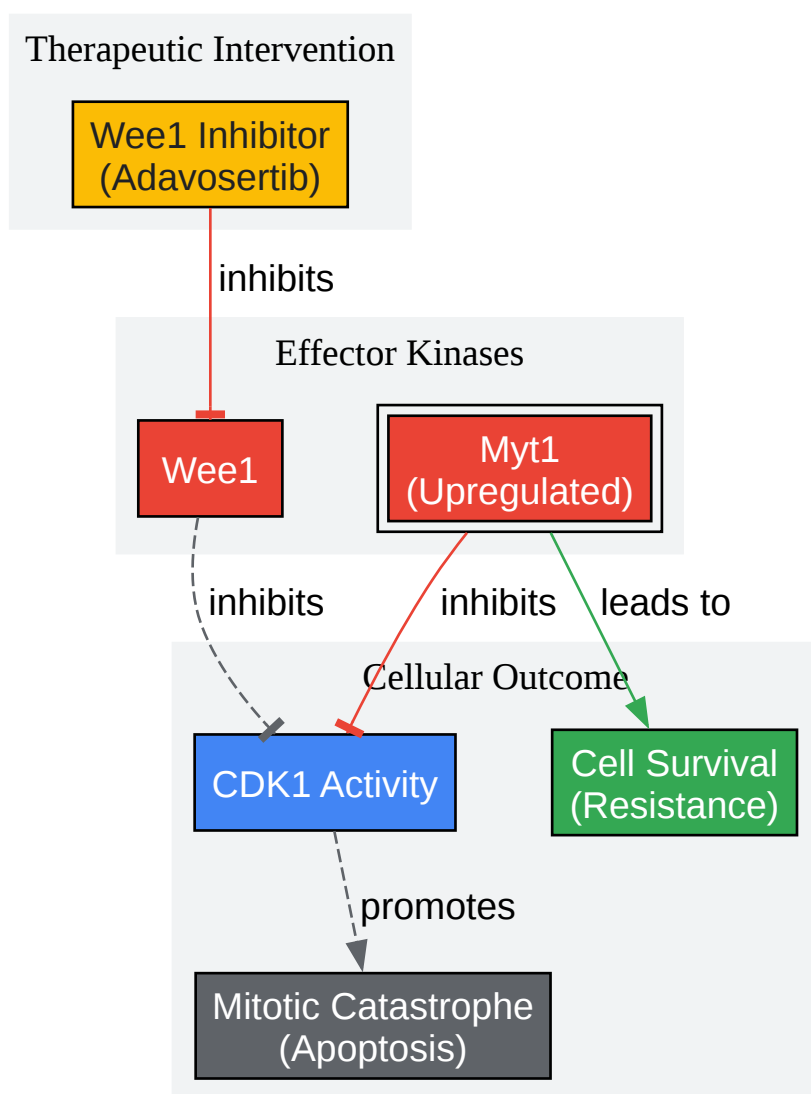 Therapeutic Intervention
Wee1 Inhibitor
(Adavosertib)
inhibits
Effector Kinases
Wee1
Myt1
(Upregulated)
inhibits
inhibits
leads to
Cellular Outcome
CDK1 Activity
Cell Survival
(Resistance)
promotes
Mitotic Catastrophe
(Apoptosis)